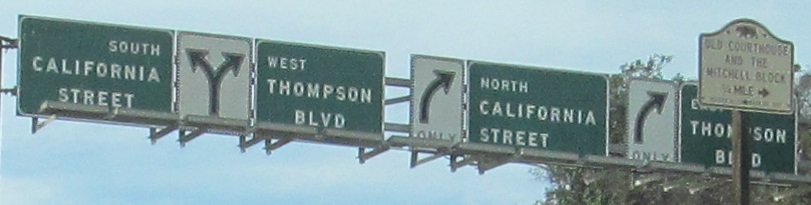 SOUTH
CALIFORNIA
STREET
WEST
THOMPSON
BLVD
ONLY
NORTH
CALIFORNIA
STREET
ONLY
THOMPSON
OLD COURTHOUSE
AND THE
MITCHELL BLOCK
MILE